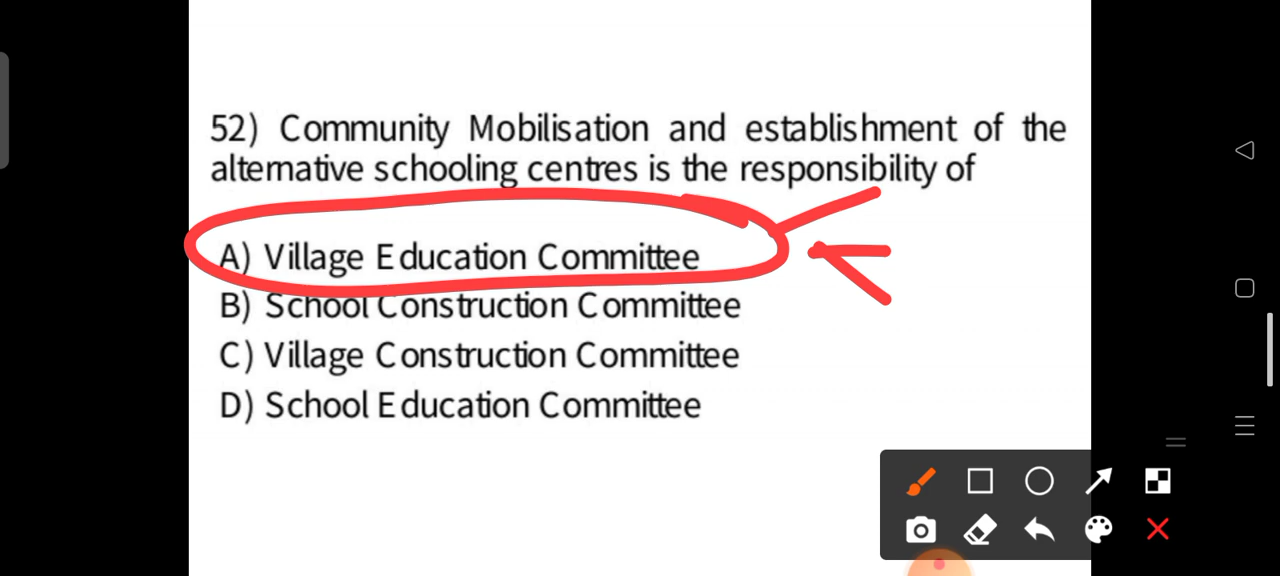 52) Community Mobilisation and establishment of the
alternative schooling centres is the responsibility of
A) Village Education Committee
B) School Construction Committee
C) Village Construction Committee
D) School Education Committee